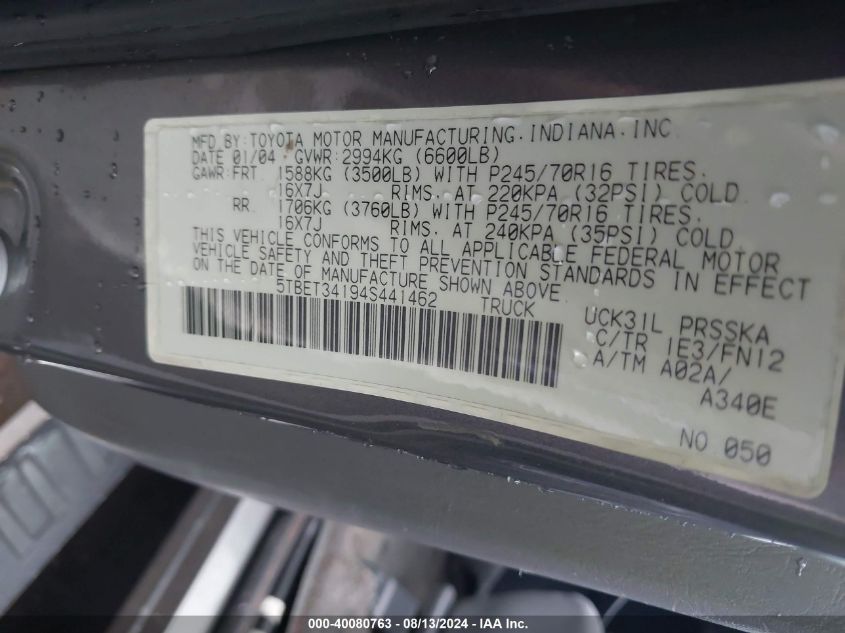 MFD.BY:TOYOTA MOTOR MANUFACTURING.INDIANA.INC
DATE 01/04 GVWR:2994KG (6600LB)
GAWR:FRT. 1588KG (3500LB) WITH P245/70R16 TIRES.
16X7J RIMS. AT 220KPA (32PSI) COLD
RR. 1706KG (3760LB) WITH P245/70R16 TIRES.
16X7J RIMS. AT 240KPA (35PSI) COLD
THIS VEHICLE CONFORMS TO ALL APPLICABLE FEDERAL MOTOR
VEHICLE SAFETY AND THEFT PREVENTION STANDARDS IN EFFECT
ON THE DATE OF MANUFACTURE SHOWN ABOVE.
5TBET34194S441462 TRUCK
UCK31L PRSSKA
C/TR 1E3/FN12
A/TM A02A/
A340E
NO.050
000-40080763 - 08/13/2024 - IAA Inc.